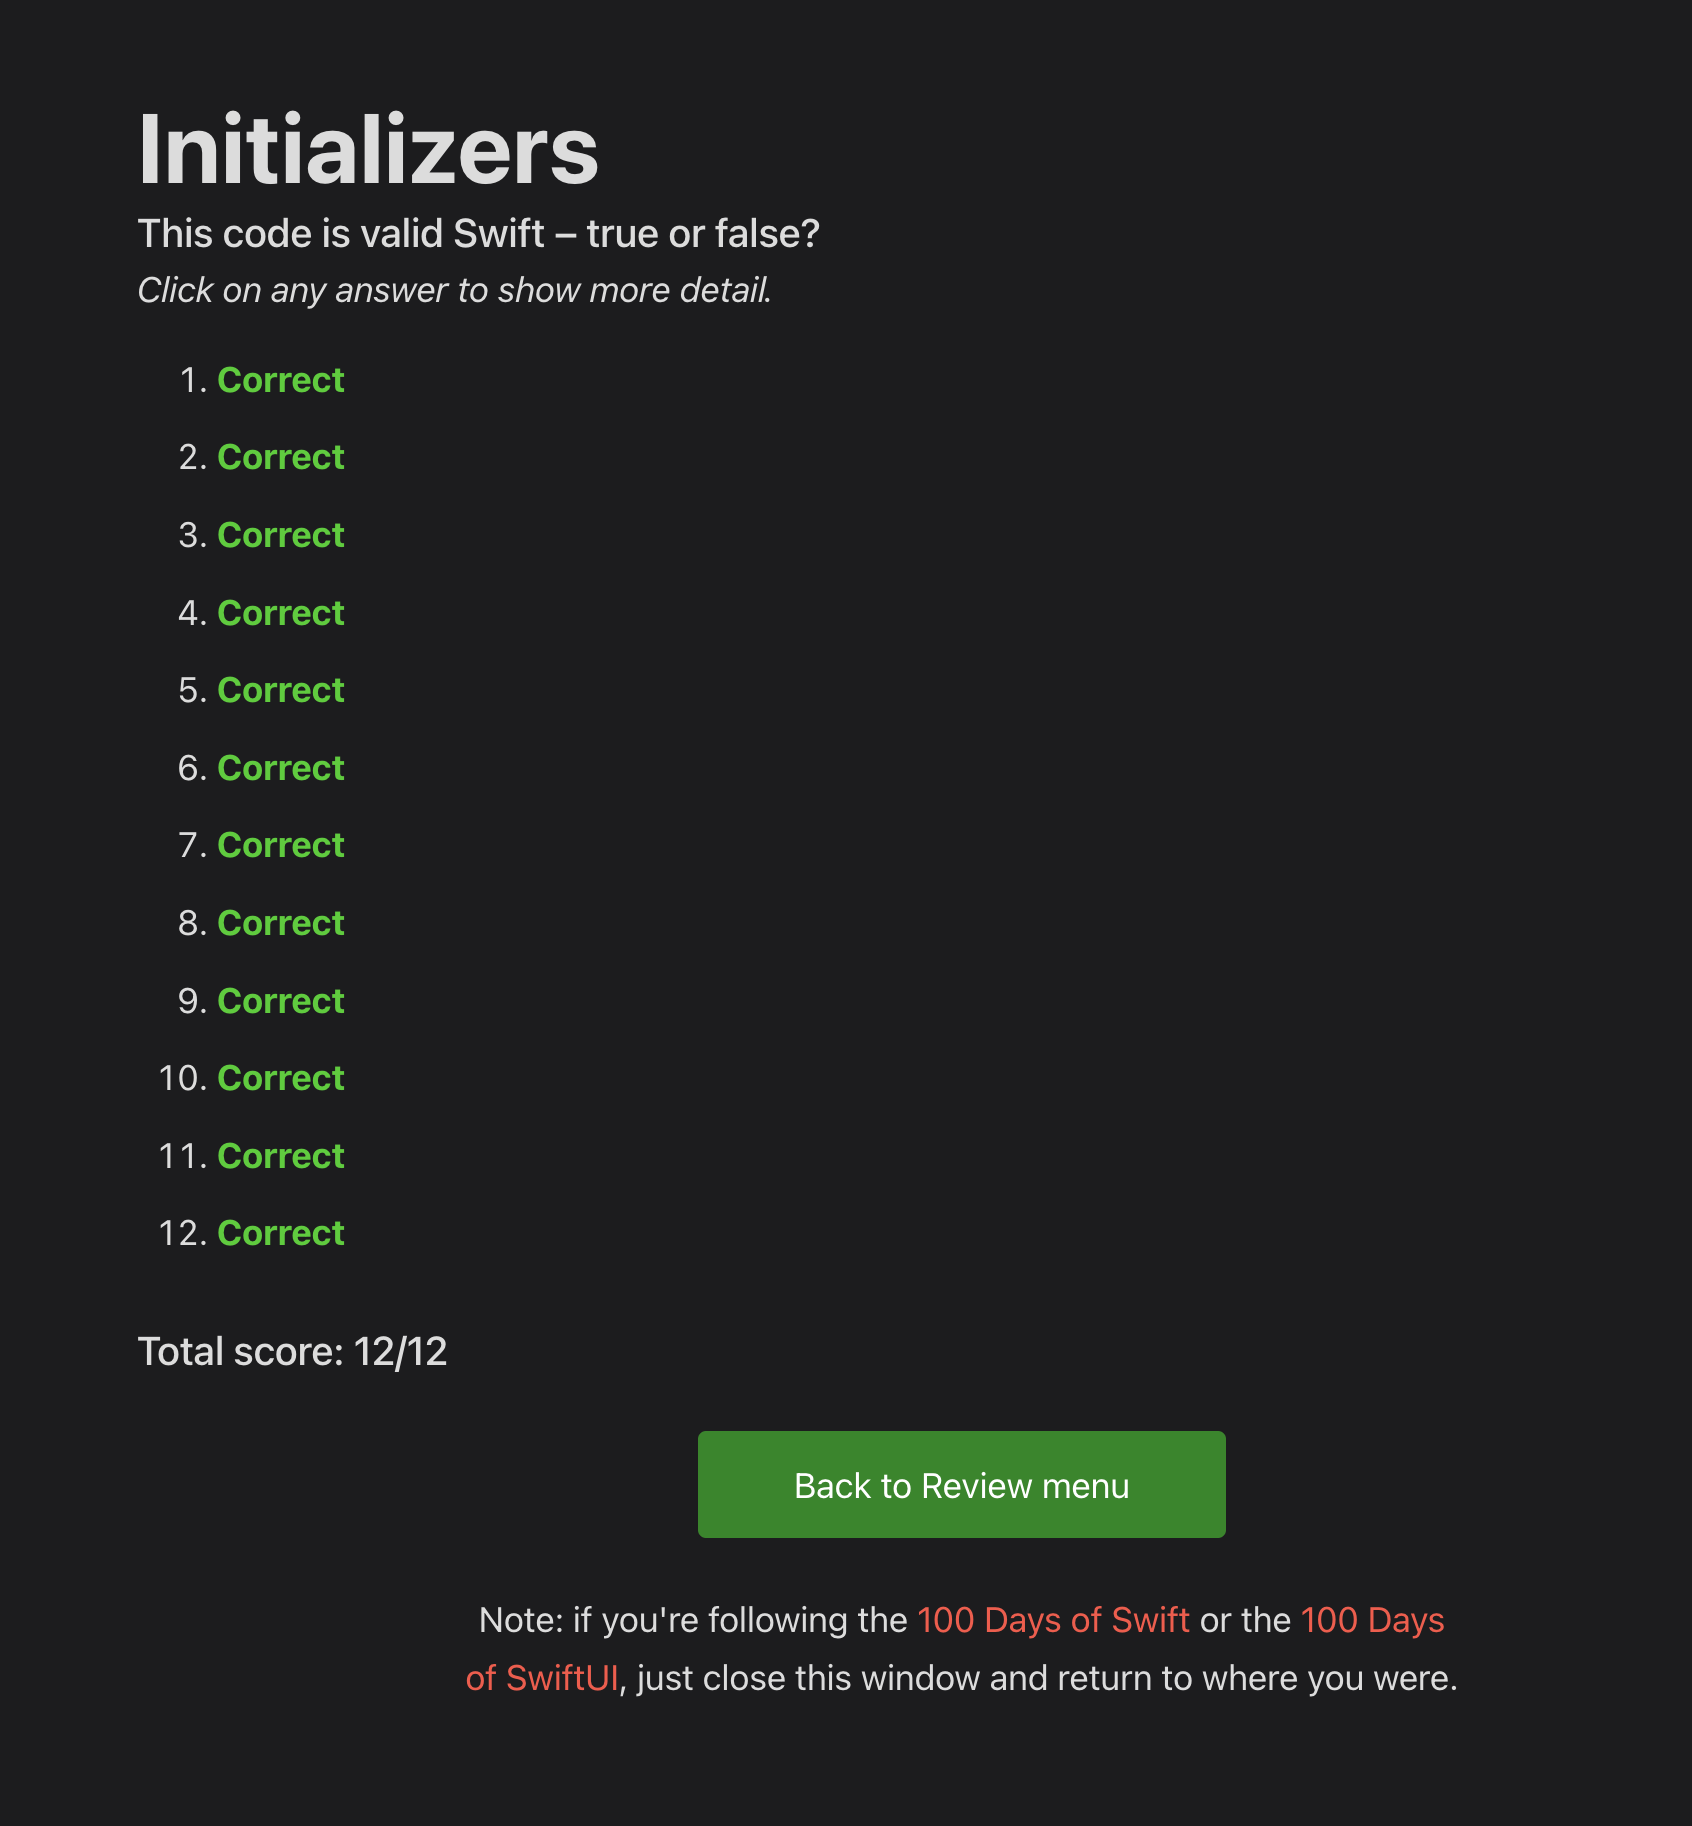 Initializers
This code is valid Swift – true or false?
Click on any answer to show more detail.
1. Correct
2. Correct
3. Correct
4. Correct
5. Correct
6. Correct
7. Correct
8. Correct
9. Correct
10. Correct
11. Correct
12. Correct
Total score: 12/12
Back to Review menu
Note: if you're following the 100 Days of Swift or the 100 Days
of SwiftUI, just close this window and return to where you were.